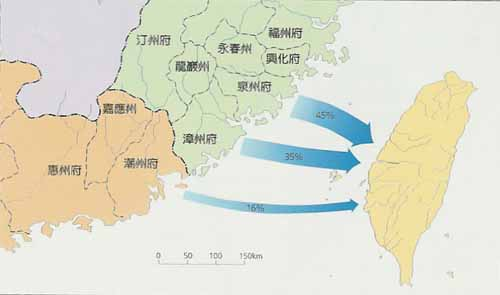 福州府
汀州府
永春州
興化府
龍巖州
泉州府
45%
嘉應州
漳州府
35%
惠州府
潮州府
16%
0 50 100 150km